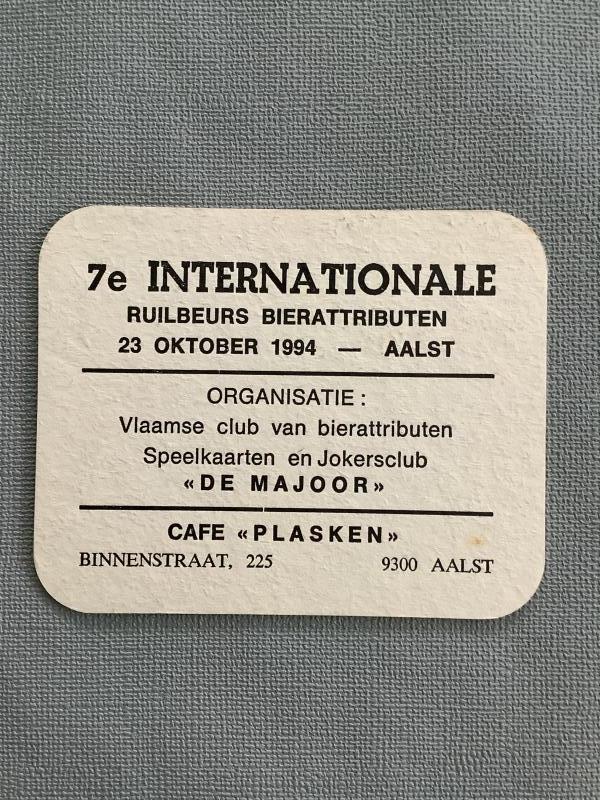 7e INTERNATIONALE
RUILBEURS BIERATTRIBUTEN
23 OKTOBER 1994 — AALST
ORGANISATIE :
Vlaamse club van bierattributen
Speelkaarten en Jokersclub
«DE MAJOOR»
CAFE «PLASKEN»
BINNENSTRAAT, 225 9300 AALST